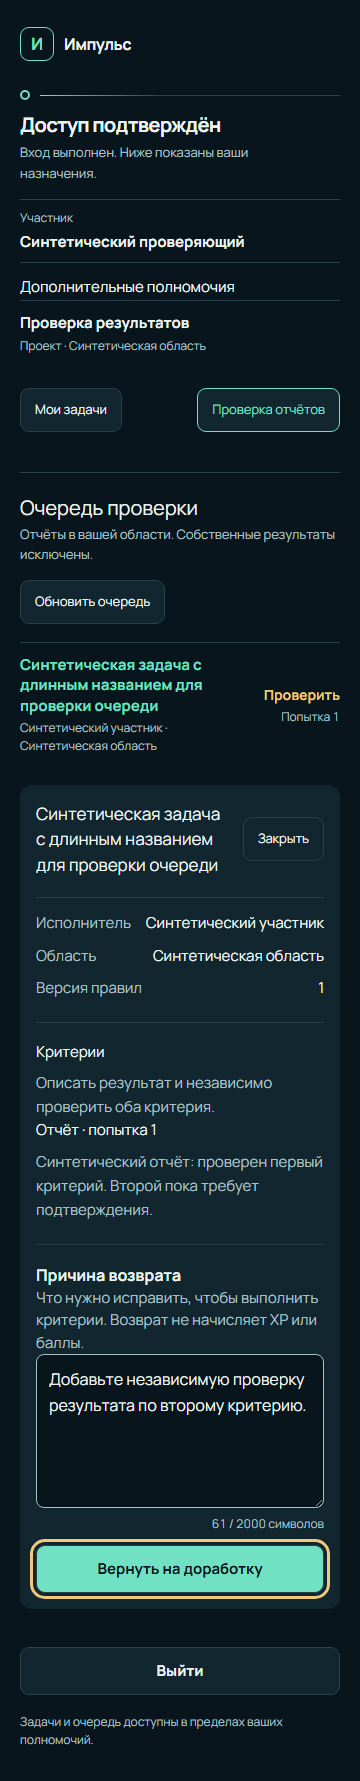 И Импульс
Доступ подтверждён
Вход выполнен. Ниже показаны ваши
назначения.
Участник
Синтетический проверяющий
Дополнительные полномочия
Проверка результатов
Проект · Синтетическая область
Мои задачи Проверка отчётов
Очередь проверки
Отчёты в вашей области. Собственные результаты
исключены.
Обновить очередь
Синтетическая задача с
длинным названием для
проверки очереди
Синтетический участник ·
Синтетическая область
Проверить
Попытка 1
Синтетическая задача
с длинным названием
для проверки очереди
Закрыть
Исполнитель Синтетический участник
Область Синтетическая область
Версия правил 1
Критерии
Описать результат и независимо
проверить оба критерия.
Отчёт · попытка 1
Синтетический отчёт: проверен первый
критерий. Второй пока требует
подтверждения.
Причина возврата
Что нужно исправить, чтобы выполнить
критерии. Возврат не начисляет XP или
баллы.
Добавьте независимую проверку
результата по второму критерию.
61 / 2000 символов
Вернуть на доработку
Выйти
Задачи и очередь доступны в пределах ваших
полномочий.